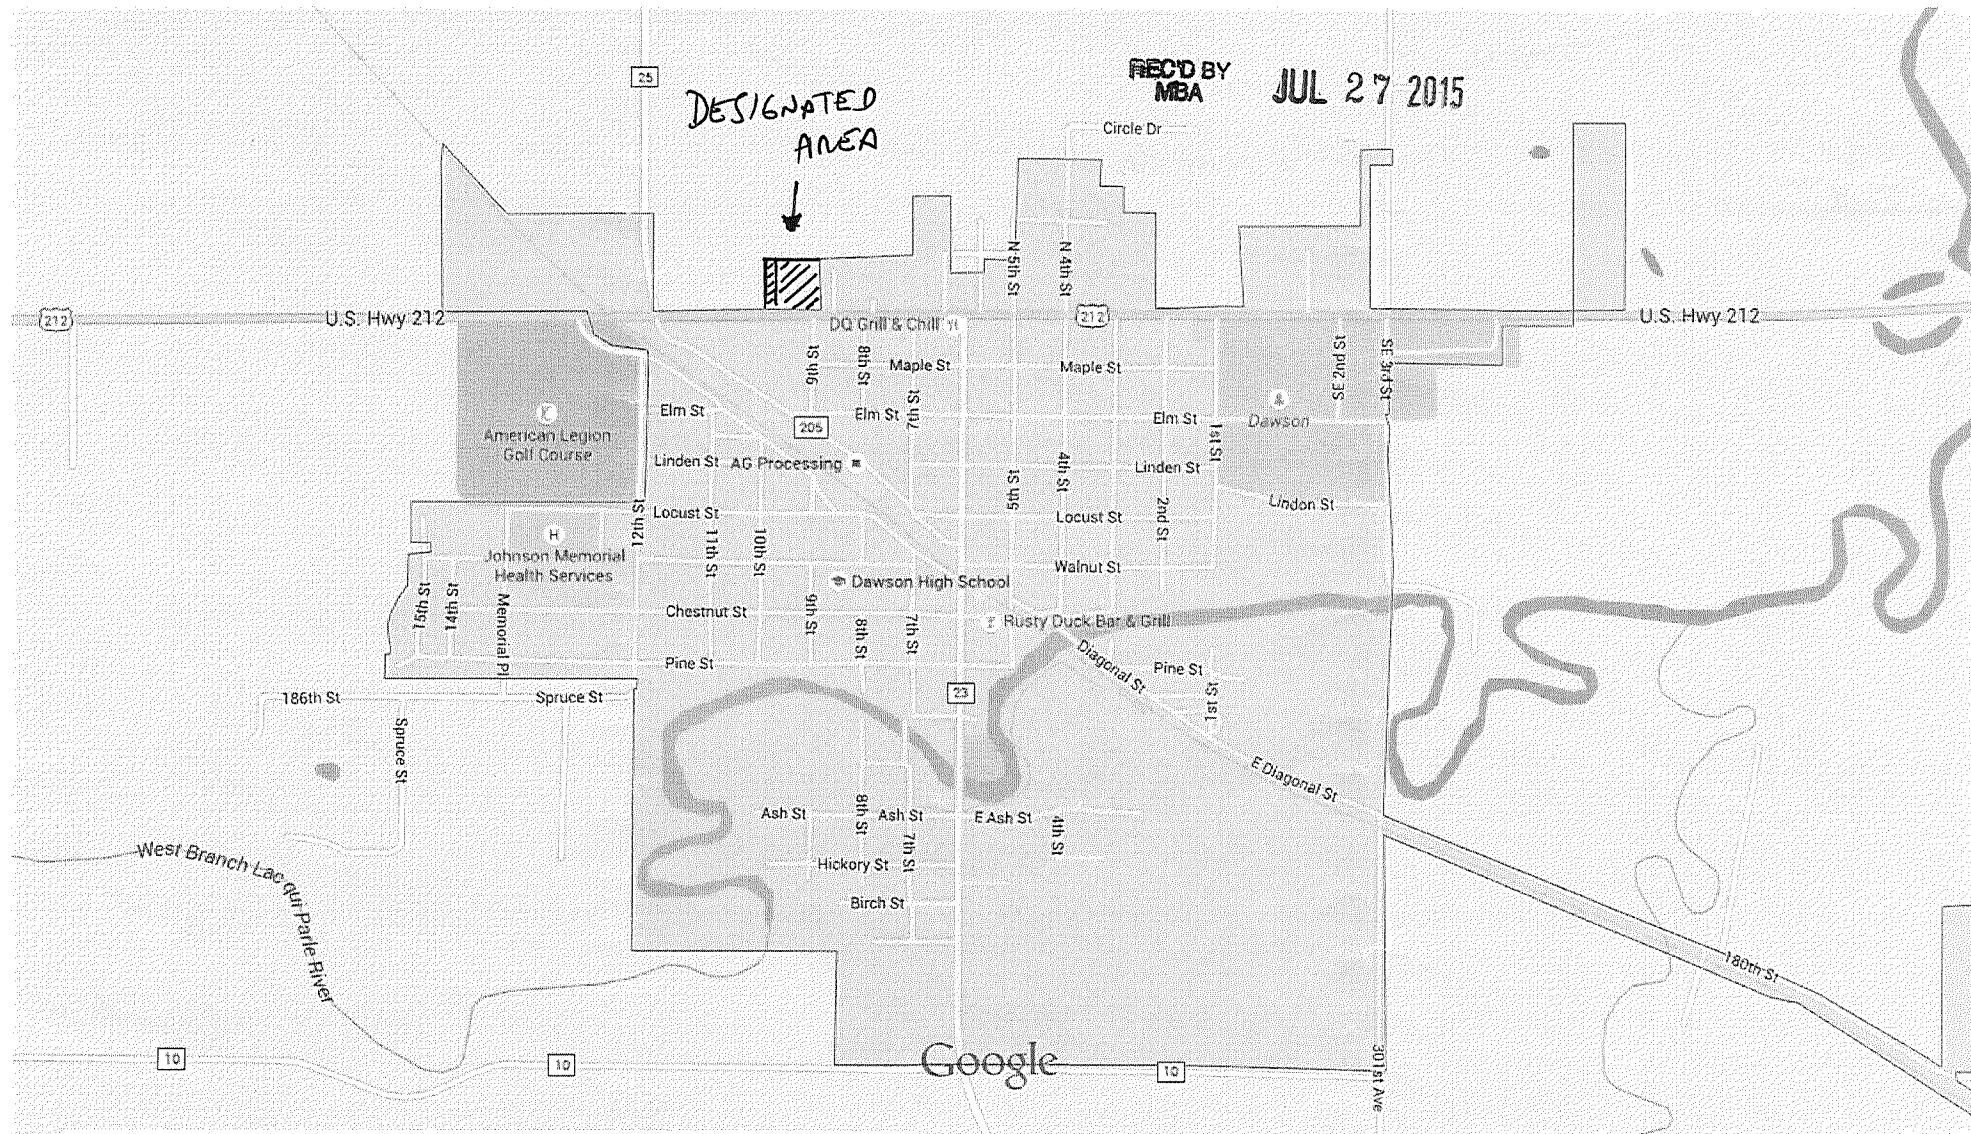 25
DESIGNATED
AREA
REC'D BY
MBA
JUL 27 2015
Circle Dr
N 5th St
N 4th St
212
U.S. Hwy 212
DQ Grill & Chill
212
U.S. Hwy 212
9th St
8th St
Maple St
Maple St
SE 2nd St
SE 3rd St
7th St
Elm St
Elm St
Elm St
Dawson
205
American Legion
Golf Course
1st St
Linden St
AG Processing
4th St
Linden St
5th St
2nd St
Lindon St
12th St
Locust St
Locust St
H
Johnson Memorial
Health Services
11th St
10th St
Walnut St
Dawson High School
15th St
14th St
Memorial Pl
Chestnut St
9th St
8th St
7th St
Rusty Duck Bar & Grill
Pine St
Diagonal St
Pine St
1st St
23
186th St
Spruce St
Spruce St
E Diagonal St
Ash St
8th St
Ash St
E Ash St
4th St
7th St
Hickory St
Birch St
West Branch Lac qui Parle River
180th St
10
10
Google
10
301st Ave